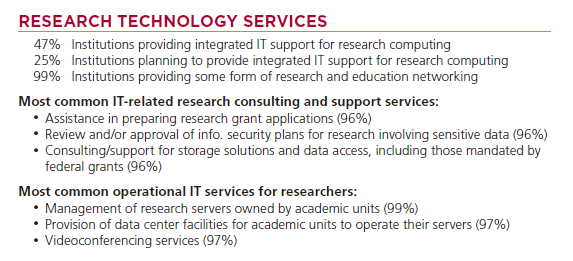 RESEARCH TECHNOLOGY SERVICES
47% Institutions providing integrated IT support for research computing
25% Institutions planning to provide integrated IT support for research computing
99% Institutions providing some form of research and education networking
Most common IT-related research consulting and support services:
• Assistance in preparing research grant applications (96%)
• Review and/or approval of info. security plans for research involving sensitive data (96%)
• Consulting/support for storage solutions and data access, including those mandated by
federal grants (96%)
Most common operational IT services for researchers:
• Management of research servers owned by academic units (99%)
• Provision of data center facilities for academic units to operate their servers (97%)
• Videoconferencing services (97%)